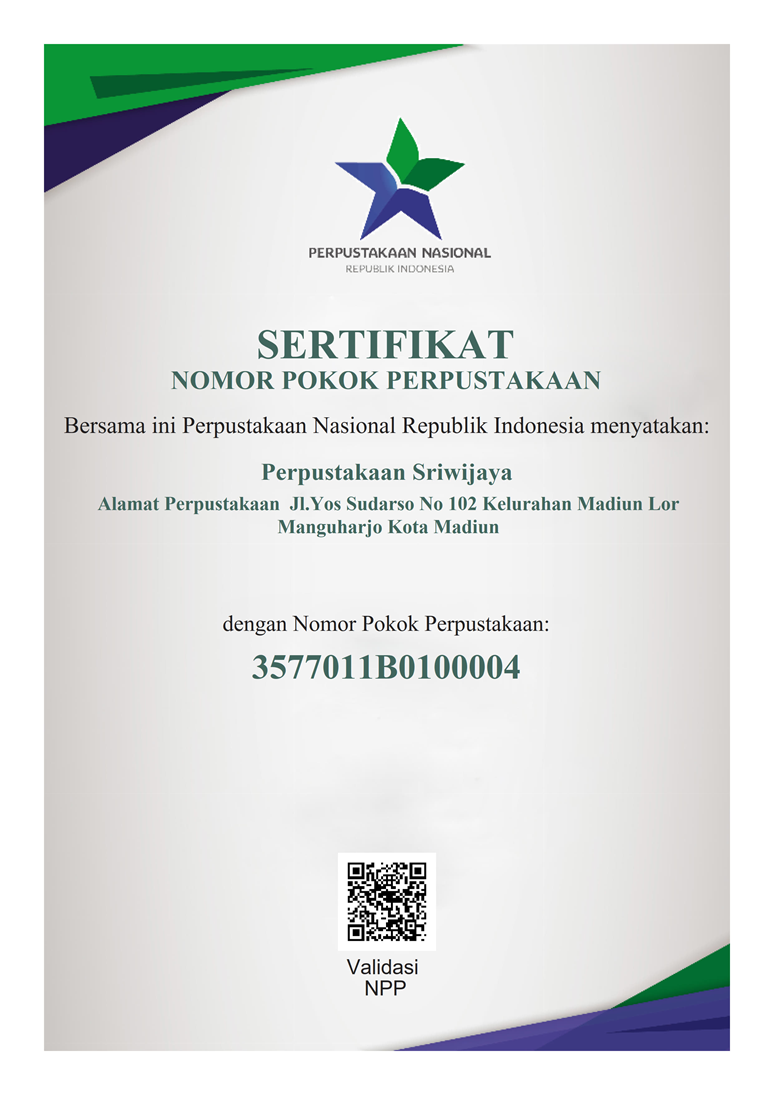 PERPUSTAKAAN NASIONAL
REPUBLIK INDONESIA
SERTIFIKAT
NOMOR POKOK PERPUSTAKAAN
Bersama ini Perpustakaan Nasional Republik Indonesia menyatakan:
Perpustakaan Sriwijaya
Alamat Perpustakaan  Jl.Yos Sudarso No 102 Kelurahan Madiun Lor
Manguharjo Kota Madiun
dengan Nomor Pokok Perpustakaan:
3577011B0100004
Validasi
NPP